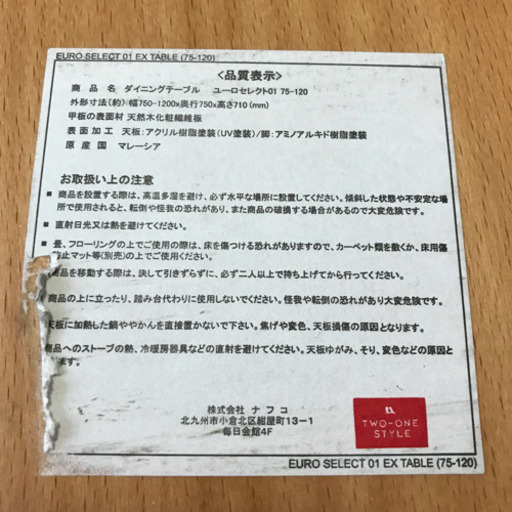 EURO SELECT 01 EX TABLE (75-120)
<品質表示>
商 品 名 ダイニングテーブル ユーロセレクト01 75-120
外形寸法(約):幅750-1200x奥行750x高さ710(mm)
甲板の表面材 天然木化粧繊維板
表面加工 天板:アクリル樹脂塗装(UV塗装)/脚:アミノアルキド樹脂塗装
原 産 国 マレーシア
お取扱い上の注意
■ 商品を設置する際は、高温多湿を避け、必ず水平な場所に設置してください。傾斜した状態や不安定な場
所で使用されると、転倒や怪我の恐れがあり、また商品の破損する場合があるので大変危険です。
■ 直射日光又は熱を避けてください。
■ 畳、フローリングの上でご使用の際は、床を傷つける恐れがありますので、カーペット類を敷くか、床用傷
止マット等(別売)の上でご使用ください。
商品を移動する際は、決して引きずらずに、必ず二人以上で持ち上げてから行ってください。
商品の上に立ったり、踏み台代わりに使用しないでください。怪我や転倒の恐れがあり大変危険です。
天板に加熱した鍋ややかんを直接置かないで下さい。焦げや変色、天板損傷の原因となります。
商品へのストーブの熱、冷暖房器具などの直射を避けてください。天板ゆがみ、そり、変色などの原因と
株式会社 ナフコ
北九州市小倉北区紺屋町13-1
毎日会館4F
TWO-ONE
STYLE
EURO SELECT 01 EX TABLE (75-120)